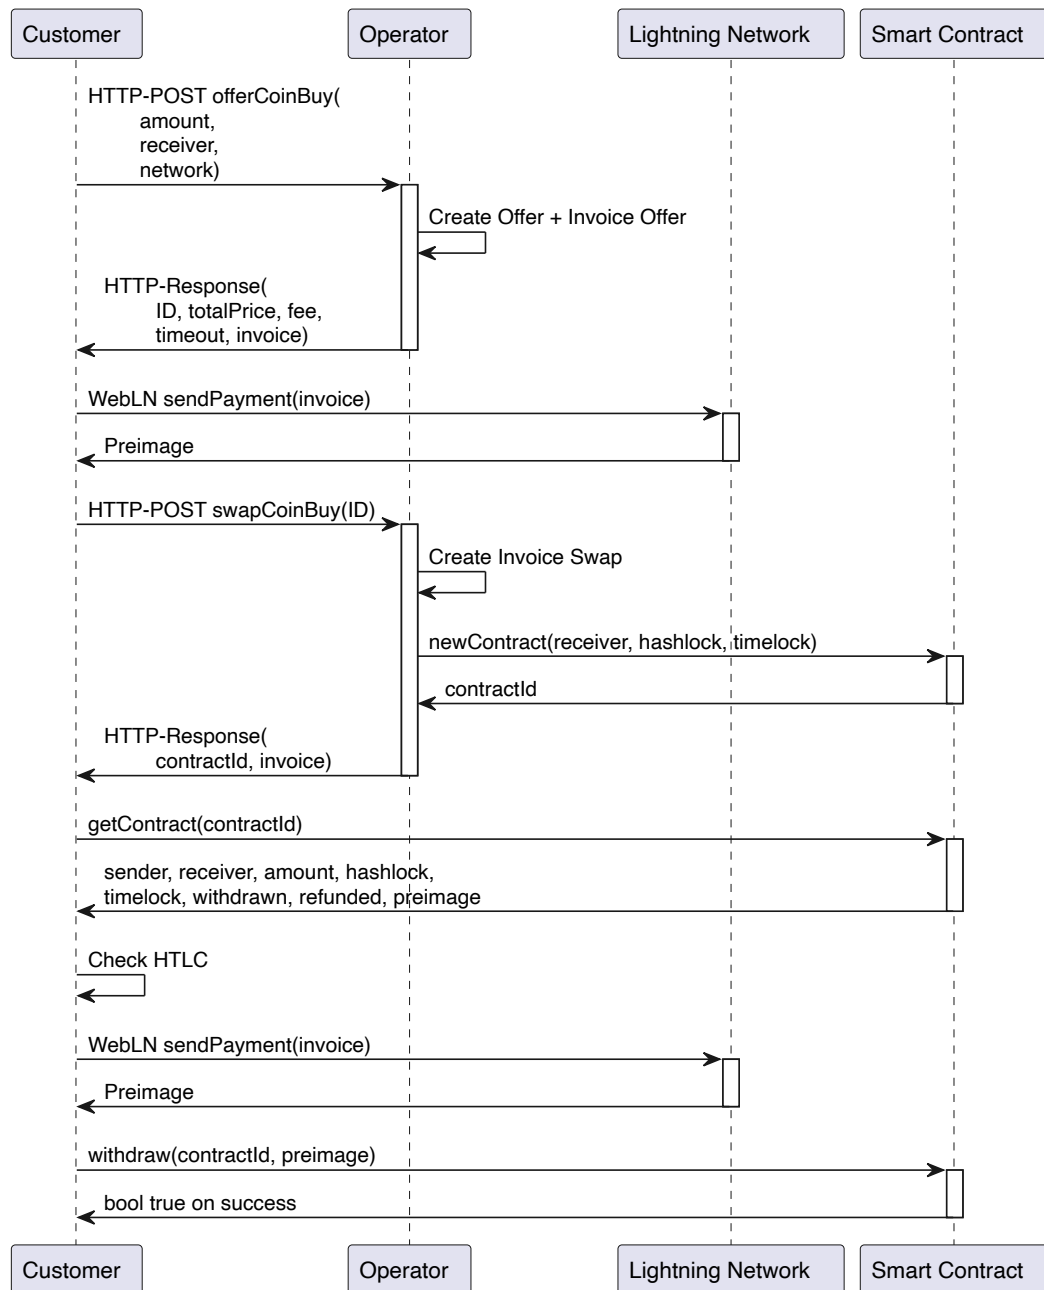 Customer
Operator
Lightning Network
Smart Contract
HTTP-POST offerCoinBuy(
amount,
receiver,
network)
Create Offer + Invoice Offer
HTTP-Response(
ID, totalPrice, fee,
timeout, invoice)
WebLN sendPayment(invoice)
Preimage
HTTP-POST swapCoinBuy(ID)
Create Invoice Swap
newContract(receiver, hashlock, timelock)
contractId
HTTP-Response(
contractId, invoice)
getContract(contractId)
sender, receiver, amount, hashlock,
timelock, withdrawn, refunded, preimage
Check HTLC
WebLN sendPayment(invoice)
Preimage
withdraw(contractId, preimage)
bool true on success
Customer
Operator
Lightning Network
Smart Contract